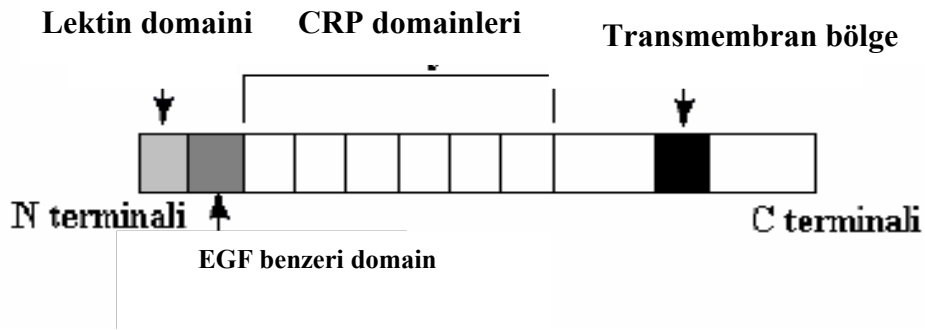 Lektin domaini
CRP domainleri
Transmembran bölge
N terminali
C terminali
EGF benzeri domain